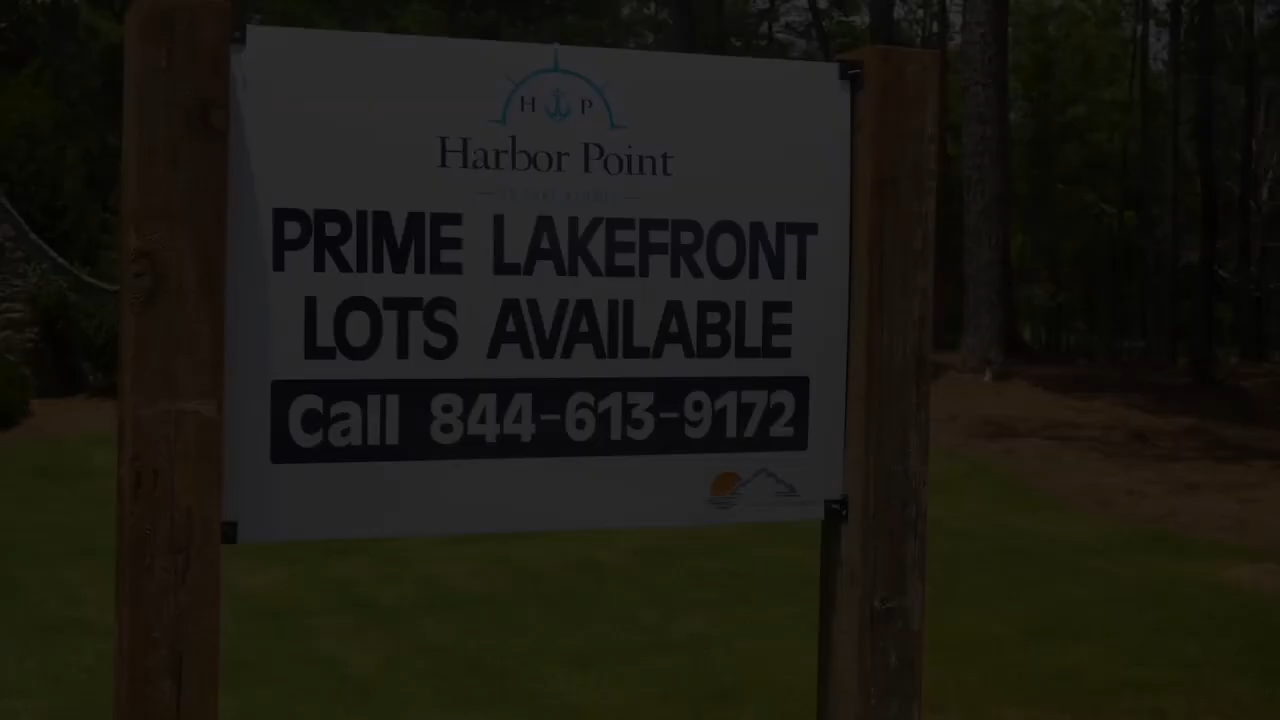 H P
Harbor Point
PRIME LAKEFRONT
LOTS AVAILABLE
Call 844-613-9172